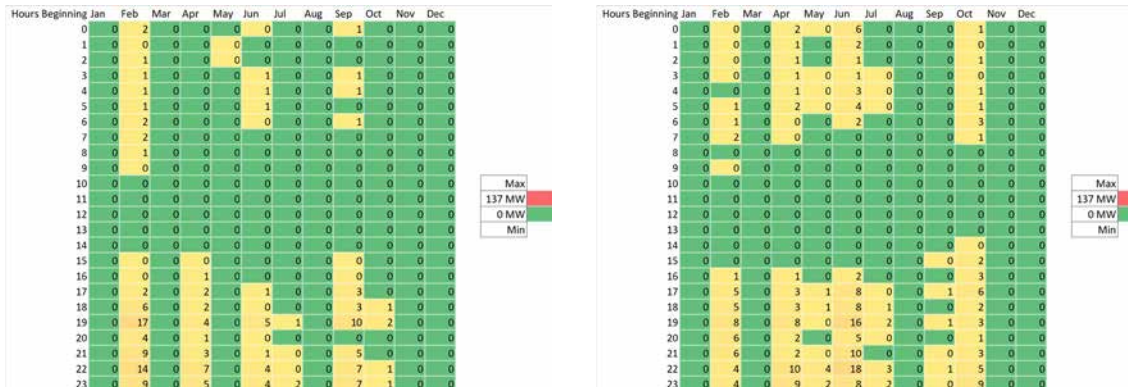 Hours Beginning Jan Feb Mar Apr May Jun Jul Aug Sep Oct Nov Dec
0 0 2 0 0 0 0 0 0 1 0 0 0
1 0 0 0 0 0 0 0 0 0 0 0 0
2 0 1 0 0 0 0 0 0 0 0 0 0
3 0 1 0 0 0 1 0 0 1 0 0 0
4 0 1 0 0 0 1 0 0 1 0 0 0
5 0 1 0 0 0 1 0 0 0 0 0 0
6 0 2 0 0 0 0 0 0 1 0 0 0
7 0 2 0 0 0 0 0 0 0 0 0 0
8 0 1 0 0 0 0 0 0 0 0 0 0
9 0 0 0 0 0 0 0 0 0 0 0 0
10 0 0 0 0 0 0 0 0 0 0 0 0
11 0 0 0 0 0 0 0 0 0 0 0 0
12 0 0 0 0 0 0 0 0 0 0 0 0
13 0 0 0 0 0 0 0 0 0 0 0 0
14 0 0 0 0 0 0 0 0 0 0 0 0
15 0 0 0 0 0 0 0 0 0 0 0 0
16 0 0 0 1 0 0 0 0 0 0 0 0
17 0 2 0 2 0 1 0 0 3 0 0 0
18 0 6 0 2 0 0 0 0 3 1 0 0
19 0 17 0 4 0 5 1 0 10 2 0 0
20 0 4 0 1 0 0 0 0 0 0 0 0
21 0 9 0 3 0 1 0 0 5 0 0 0
22 0 14 0 7 0 4 0 0 7 1 0 0
23 0 9 0 5 0 4 2 0 7 1 0 0
Max
137 MW
0 MW
Min
Hours Beginning Jan Feb Mar Apr May Jun Jul Aug Sep Oct Nov Dec
0 0 0 0 2 0 6 0 0 0 1 0 0
1 0 0 0 1 0 2 0 0 0 1 0 0
2 0 0 0 1 0 1 0 0 0 1 0 0
3 0 0 0 1 0 1 0 0 0 0 0 0
4 0 0 0 1 0 3 0 0 0 1 0 0
5 0 1 0 2 0 4 0 0 0 1 0 0
6 0 1 0 0 0 2 0 0 0 3 0 0
7 0 2 0 0 0 0 0 0 0 1 0 0
8 0 0 0 0 0 0 0 0 0 0 0 0
9 0 0 0 0 0 0 0 0 0 0 0 0
10 0 0 0 0 0 0 0 0 0 0 0 0
11 0 0 0 0 0 0 0 0 0 0 0 0
12 0 0 0 0 0 0 0 0 0 0 0 0
13 0 0 0 0 0 0 0 0 0 0 0 0
14 0 0 0 0 0 0 0 0 0 0 0 0
15 0 0 0 0 0 0 0 0 0 2 0 0
16 0 1 0 1 0 2 0 0 0 3 0 0
17 0 5 0 3 1 8 0 0 1 6 0 0
18 0 5 0 3 1 8 1 0 0 2 0 0
19 0 8 0 8 0 16 2 0 1 3 0 0
20 0 6 0 2 0 5 0 0 0 0 0 0
21 0 6 0 2 0 10 0 0 0 3 0 0
22 0 4 0 10 4 18 3 0 1 5 0 0
23 0 4 0 9 2 8 2 0 0 9 0 0
Max
137 MW
0 MW
Min